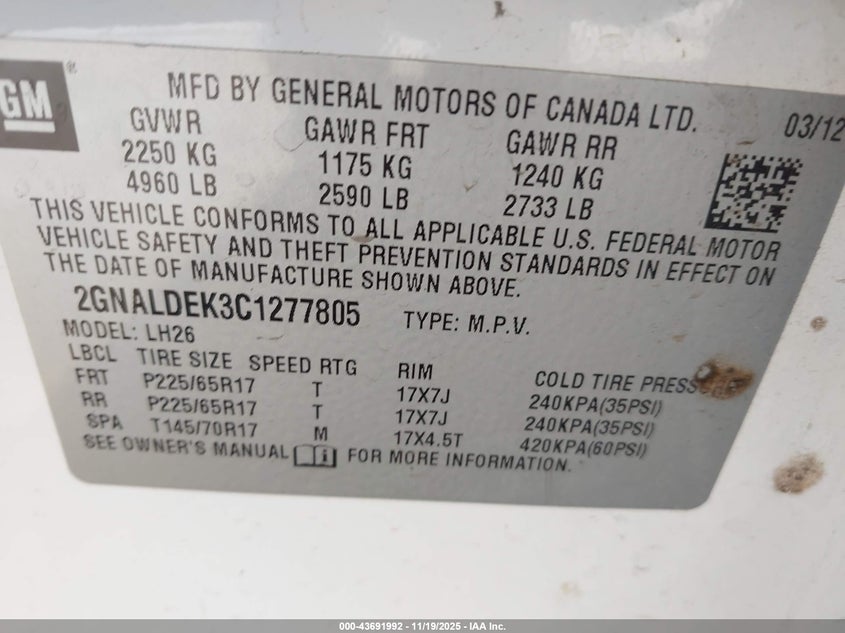 GM®
MFD BY GENERAL MOTORS OF CANADA LTD. 03/12
GVWR GAWR FRT GAWR RR
2250 KG 1175 KG 1240 KG
4960 LB 2590 LB 2733 LB
THIS VEHICLE CONFORMS TO ALL APPLICABLE U.S. FEDERAL MOTOR
VEHICLE SAFETY AND THEFT PREVENTION STANDARDS IN EFFECT ON
THE DATE OF MANUFACTURE SHOWN ABOVE.
2GNALDEK3C1277805 TYPE: M.P.V.
MODEL: LH26
LBCL TIRE SIZE SPEED RTG RIM COLD TIRE PRESS
FRT P225/65R17 T 17X7J 240KPA(35PSI)
RR P225/65R17 T 17X7J 240KPA(35PSI)
SPA T145/70R17 M 17X4.5T 420KPA(60PSI)
SEE OWNER'S MANUAL i FOR MORE INFORMATION.
000-43691992 — 11/19/2025 — IAA Inc.